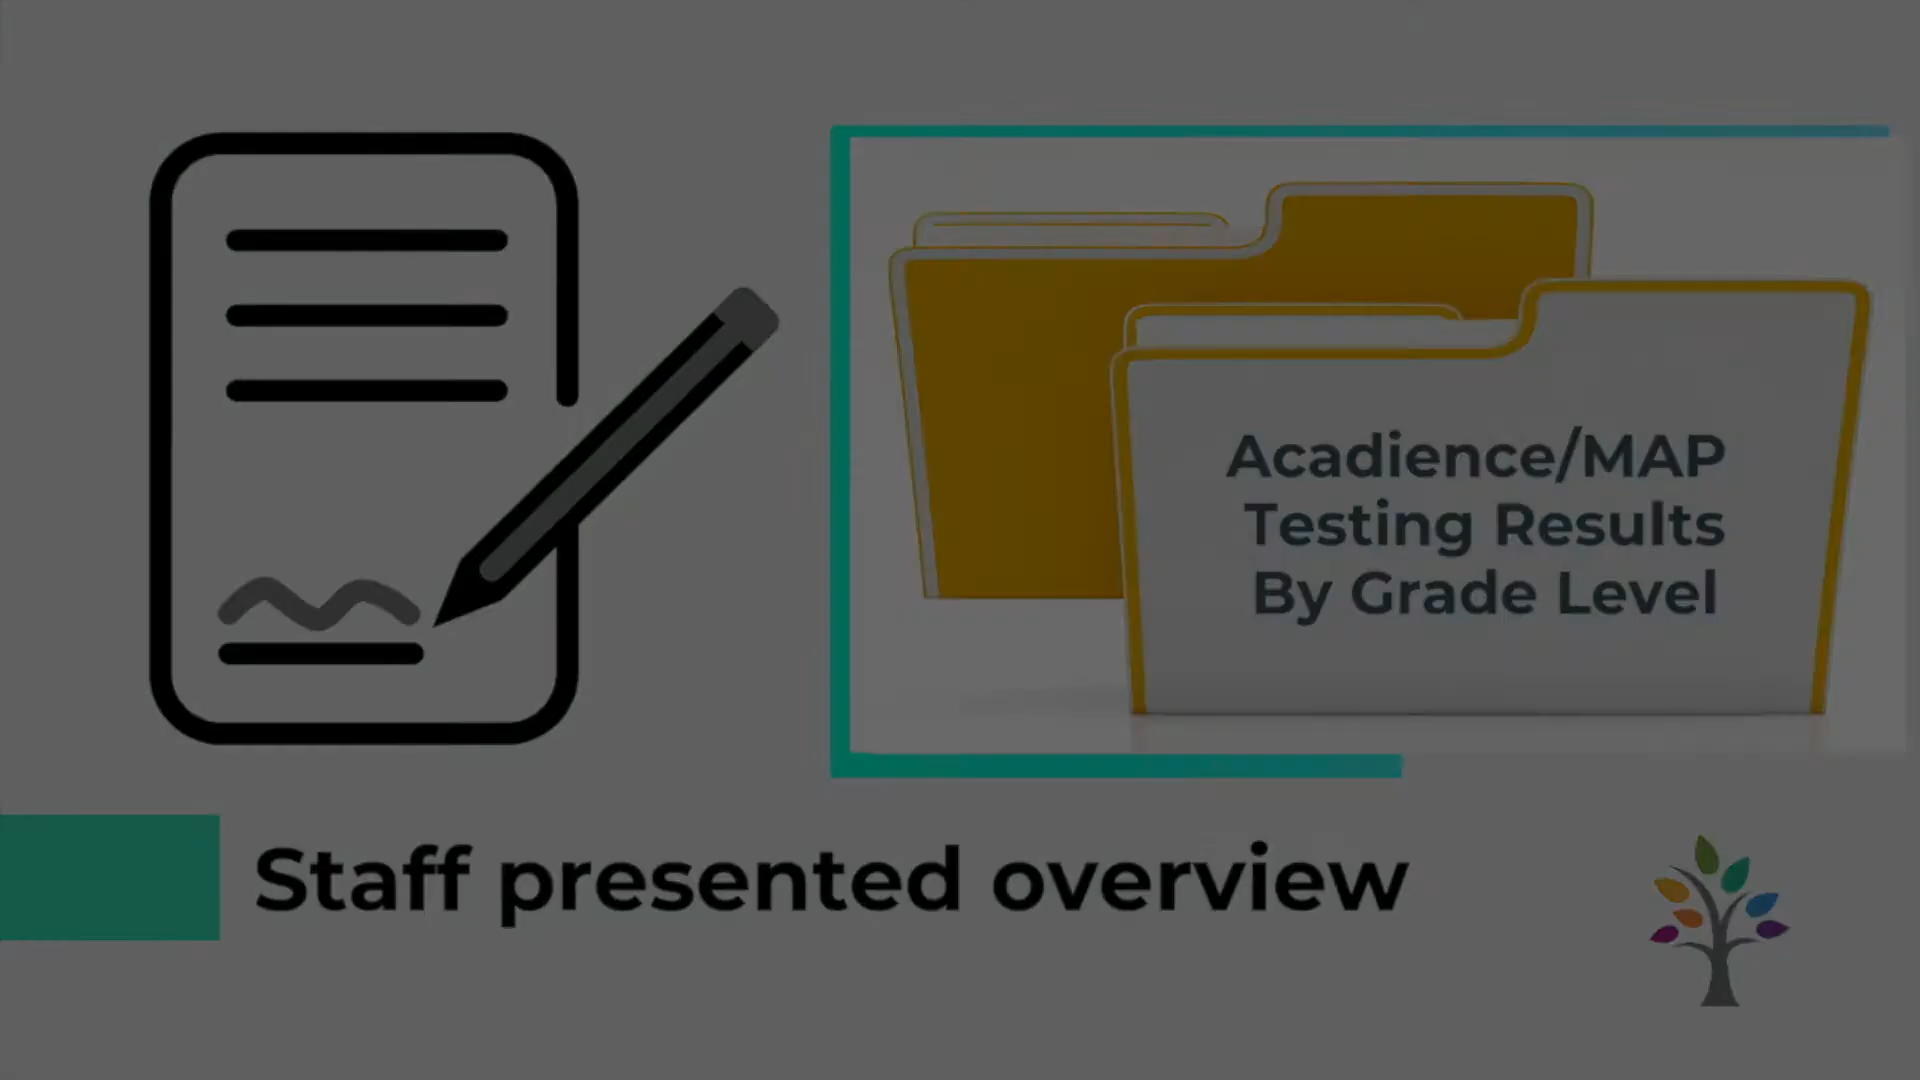 Acadience/MAP
Testing Results
By Grade Level
Staff presented overview